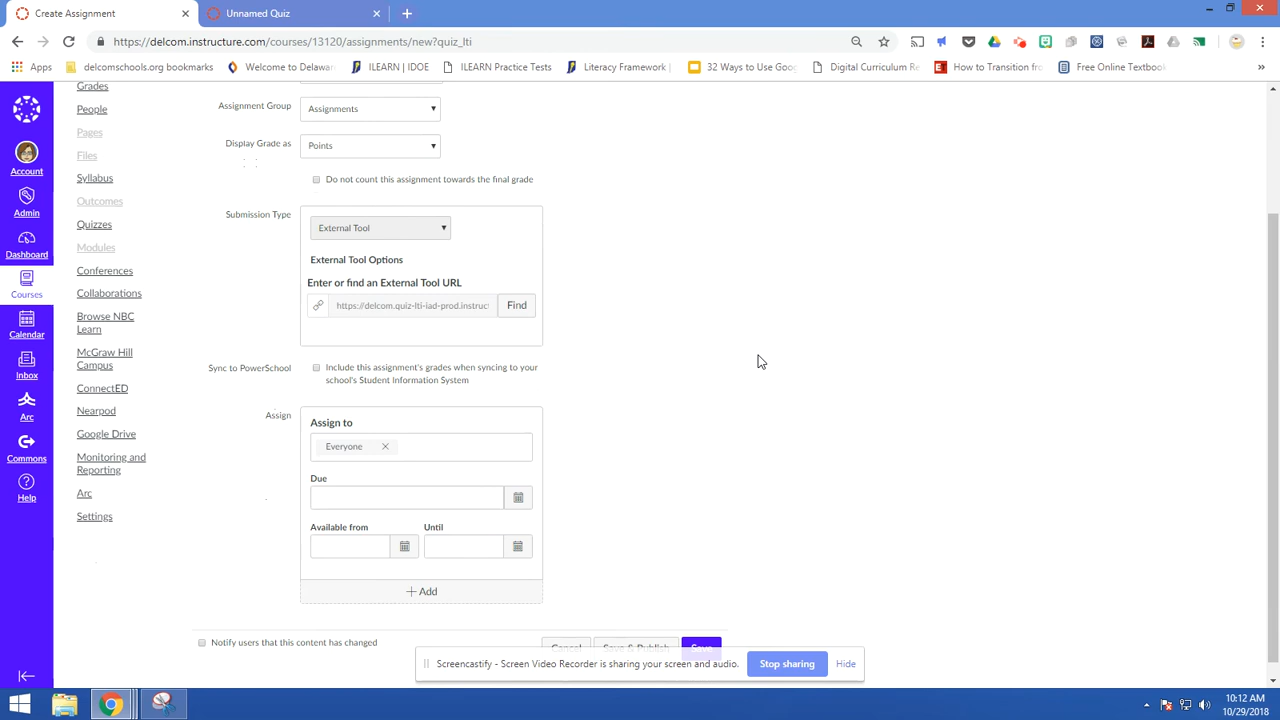 Create Assignment
Unnamed Quiz
https://delcom.instructure.com/courses/13120/assignments/new?quiz_lti
Apps
delcomschools.org bookmarks
Welcome to Delaware
ILEARN | IDOE
ILEARN Practice Tests
Literacy Framework |
32 Ways to Use Goo
Digital Curriculum Re
How to Transition fro
Free Online Textbook
»
Account
Admin
Dashboard
Courses
Calendar
Inbox
Arc
Commons
Help
Grades
People
Pages
Files
Syllabus
Outcomes
Quizzes
Modules
Conferences
Collaborations
Browse NBC
Learn
McGraw Hill
Campus
ConnectED
Nearpod
Google Drive
Monitoring and
Reporting
Arc
Settings
Assignment Group
Assignments
Display Grade as
Points
Do not count this assignment towards the final grade
Submission Type
External Tool
External Tool Options
Enter or find an External Tool URL
https://delcom.quiz-lti-iad-prod.instruct
Find
Sync to PowerSchool
Include this assignment's grades when syncing to your
school's Student Information System
Assign
Assign to
Everyone
Due
Available from
Until
+ Add
Notify users that this content has changed
Cancel
Save & Publish
Save
Screencastify - Screen Video Recorder is sharing your screen and audio.
Stop sharing
Hide
10:12 AM
10/29/2018